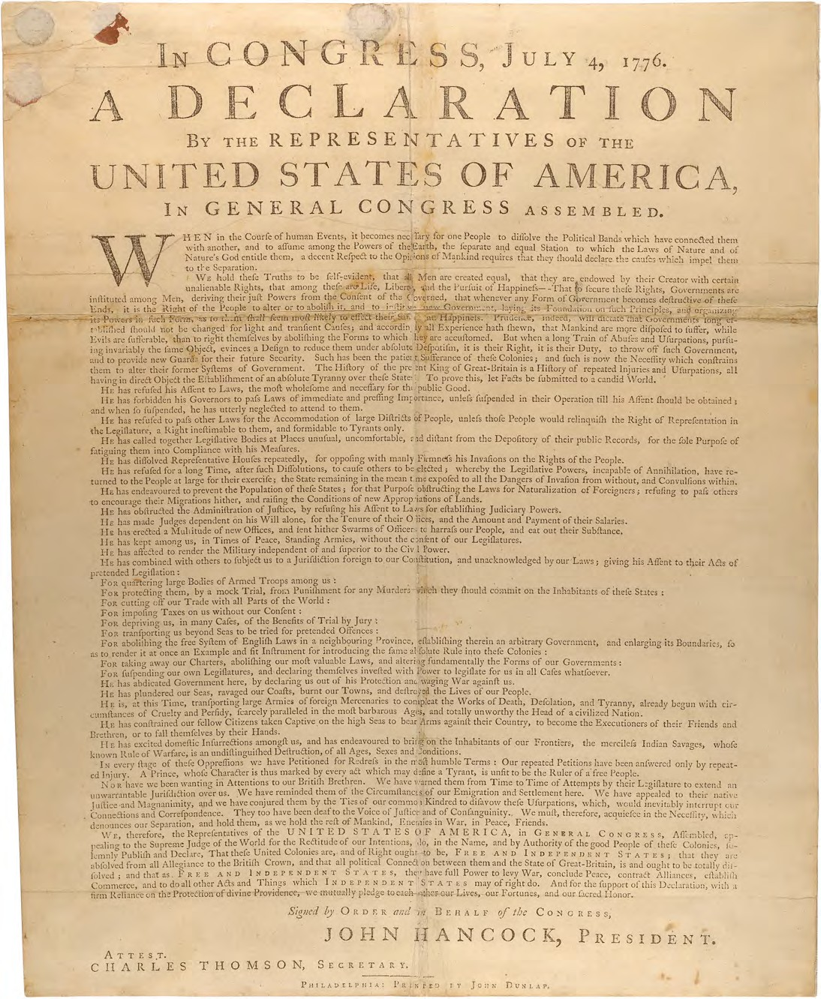 IN CONGRESS, JULY 4, 1776.
A DECLARATION
BY THE REPRESENTATIVES OF THE
UNITED STATES OF AMERICA,
IN GENERAL CONGRESS ASSEMBLED.
WHEN in the Courſe of human Events, it becomes neceſſary for one People to diſſolve the Political Bands which have connected them
with another, and to aſſume among the Powers of the Earth, the ſeparate and equal Station to which the Laws of Nature and of
Nature's God entitle them, a decent Reſpect to the Opinions of Mankind requires that they ſhould declare the cauſes which impel them
to the Separation.
WE hold theſe Truths to be ſelf-evident, that all Men are created equal, that they are endowed by their Creator with certain
unalienable Rights, that among theſe are Life, Liberty, and the Purſuit of Happineſs—-That to ſecure theſe Rights, Governments are
inſtituted among Men, deriving their juſt Powers from the Conſent of the Governed, that whenever any Form of Government becomes deſtructive of theſe
Ends, it is the Right of the People to alter or to aboliſh it, and to inſtitute new Government, laying its Foundation on ſuch Principles, and organizing
its Powers in ſuch Form, as to them ſhall ſeem moſt likely to effect their Safety and Happineſs. Prudence, indeed, will dictate that Governments long eſ-
tabliſhed ſhould not be changed for light and tranſient Cauſes; and accordingly all Experience hath ſhewn, that Mankind are more diſpoſed to ſuffer, while
Evils are ſufferable, than to right themſelves by aboliſhing the Forms to which they are accuſtomed. But when a long Train of Abuſes and Uſurpations, purſu-
ing invariably the ſame Object, evinces a Deſign to reduce them under abſolute Deſpotiſm, it is their Right, it is their Duty, to throw off ſuch Government,
and to provide new Guards for their future Security. Such has been the patient Sufferance of theſe Colonies; and ſuch is now the Neceſſity which conſtrains
them to alter their former Syſtems of Government. The Hiſtory of the preſent King of Great-Britain is a Hiſtory of repeated Injuries and Uſurpations, all
having in direct Object the Eſtabliſhment of an abſolute Tyranny over theſe States. To prove this, let Facts be ſubmitted to a candid World.
HE has refuſed his Aſſent to Laws, the moſt wholeſome and neceſſary for the public Good.
HE has forbidden his Governors to paſs Laws of immediate and preſſing Importance, unleſs ſuſpended in their Operation till his Aſſent ſhould be obtained;
and when ſo ſuſpended, he has utterly neglected to attend to them.
HE has refuſed to paſs other Laws for the Accommodation of large Diſtricts of People, unleſs thoſe People would relinquiſh the Right of Repreſentation in
the Legiſlature, a Right ineſtimable to them, and formidable to Tyrants only.
HE has called together Legiſlative Bodies at Places unuſual, uncomfortable, and diſtant from the Depoſitory of their public Records, for the ſole Purpoſe of
fatiguing them into Compliance with his Meaſures.
HE has diſſolved Repreſentative Houſes repeatedly, for oppoſing with manly Firmneſs his Invaſions on the Rights of the People.
HE has refuſed for a long Time, after ſuch Diſſolutions, to cauſe others to be elected; whereby the Legiſlative Powers, incapable of Annihilation, have re-
turned to the People at large for their exerciſe; the State remaining in the mean time expoſed to all the Dangers of Invaſion from without, and Convulſions within.
HE has endeavoured to prevent the Population of theſe States; for that Purpoſe obſtructing the Laws for Naturalization of Foreigners; refuſing to paſs others
to encourage their Migrations hither, and raiſing the Conditions of new Appropriations of Lands.
HE has obſtructed the Adminiſtration of Juſtice, by refuſing his Aſſent to Laws for eſtabliſhing Judiciary Powers.
HE has made Judges dependent on his Will alone, for the Tenure of their Offices, and the Amount and Payment of their Salaries.
HE has erected a Multitude of new Offices, and ſent hither Swarms of Officers to harraſs our People, and eat out their Subſtance.
HE has kept among us, in Times of Peace, Standing Armies, without the conſent of our Legiſlatures.
HE has affected to render the Military independent of and ſuperior to the Civil Power.
HE has combined with others to ſubject us to a Juriſdiction foreign to our Conſtitution, and unacknowledged by our Laws; giving his Aſſent to their Acts of
pretended Legiſlation:
FOR quartering large Bodies of Armed Troops among us:
FOR protecting them, by a mock Trial, from Puniſhment for any Murders which they ſhould commit on the Inhabitants of theſe States:
FOR cutting off our Trade with all Parts of the World:
FOR impoſing Taxes on us without our Conſent:
FOR depriving us, in many Caſes, of the Benefits of Trial by Jury:
FOR tranſporting us beyond Seas to be tried for pretended Offences:
FOR aboliſhing the free Syſtem of Engliſh Laws in a neighbouring Province, eſtabliſhing therein an arbitrary Government, and enlarging its Boundaries, ſo
as to render it at once an Example and fit Inſtrument for introducing the ſame abſolute Rule into theſe Colonies:
FOR taking away our Charters, aboliſhing our moſt valuable Laws, and altering fundamentally the Forms of our Governments:
FOR ſuſpending our own Legiſlatures, and declaring themſelves inveſted with Power to legiſlate for us in all Caſes whatſoever.
HE has abdicated Government here, by declaring us out of his Protection and waging War againſt us.
HE has plundered our Seas, ravaged our Coaſts, burnt our Towns, and deſtroyed the Lives of our People.
HE is, at this Time, tranſporting large Armies of foreign Mercenaries to compleat the Works of Death, Deſolation, and Tyranny, already begun with cir-
cumſtances of Cruelty and Perfidy, ſcarcely paralleled in the moſt barbarous Ages, and totally unworthy the Head of a civilized Nation.
HE has conſtrained our fellow Citizens taken Captive on the high Seas to bear Arms againſt their Country, to become the Executioners of their Friends and
Brethren, or to fall themſelves by their Hands.
HE has excited domeſtic Inſurrections amongſt us, and has endeavoured to bring on the Inhabitants of our Frontiers, the mercileſs Indian Savages, whoſe
known Rule of Warfare, is an undiſtinguiſhed Deſtruction, of all Ages, Sexes and Conditions.
IN every ſtage of theſe Oppreſſions we have Petitioned for Redreſs in the moſt humble Terms: Our repeated Petitions have been anſwered only by repeat-
ed Injury. A Prince, whoſe Character is thus marked by every act which may define a Tyrant, is unfit to be the Ruler of a free People.
NOR have we been wanting in Attentions to our Britiſh Brethren. We have warned them from Time to Time of Attempts by their Legiſlature to extend an
unwarrantable Juriſdiction over us. We have reminded them of the Circumſtances of our Emigration and Settlement here. We have appealed to their native
Juſtice and Magnanimity, and we have conjured them by the Ties of our common Kindred to diſavow theſe Uſurpations, which, would inevitably interrupt our
Connections and Correſpondence. They too have been deaf to the Voice of Juſtice and of Conſanguinity. We muſt, therefore, acquieſce in the Neceſſity, which
denounces our Separation, and hold them, as we hold the reſt of Mankind, Enemies in War, in Peace, Friends.
WE, therefore, the Repreſentatives of the UNITED STATES OF AMERICA, in GENERAL CONGRESS, Aſſembled, ap-
pealing to the Supreme Judge of the World for the Rectitude of our Intentions, do, in the Name, and by Authority of the good People of theſe Colonies, ſo-
lemnly Publiſh and Declare, That theſe United Colonies are, and of Right ought to be, FREE AND INDEPENDENT STATES; that they are
abſolved from all Allegiance to the Britiſh Crown, and that all political Connection between them and the State of Great-Britain, is and ought to be totally diſ-
ſolved; and that as FREE AND INDEPENDENT STATES, they have full Power to levy War, conclude Peace, contract Alliances, eſtabliſh
Commerce, and to do all other Acts and Things which INDEPENDENT STATES may of right do. And for the ſupport of this Declaration, with a
firm Reliance on the Protection of divine Providence, we mutually pledge to each other our Lives, our Fortunes, and our ſacred Honor.
Signed by ORDER and in BEHALF of the CONGRESS,
JOHN HANCOCK, PRESIDENT.
ATTEST.
CHARLES THOMSON, SECRETARY.
PHILADELPHIA: PRINTED BY JOHN DUNLAP.